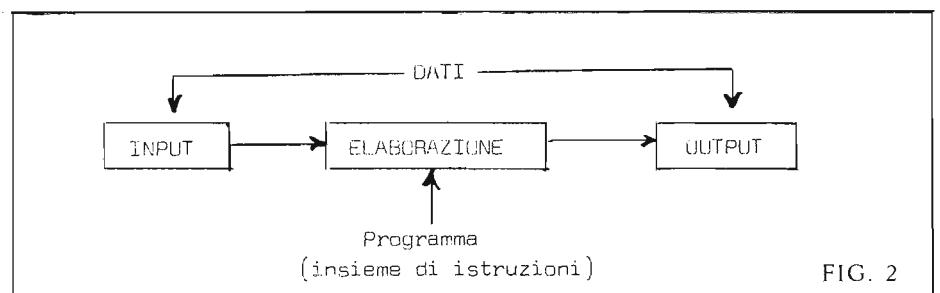 DATI
INPUT ELABORAZIONE OUTPUT
Programma
(insieme di istruzioni)
FIG. 2